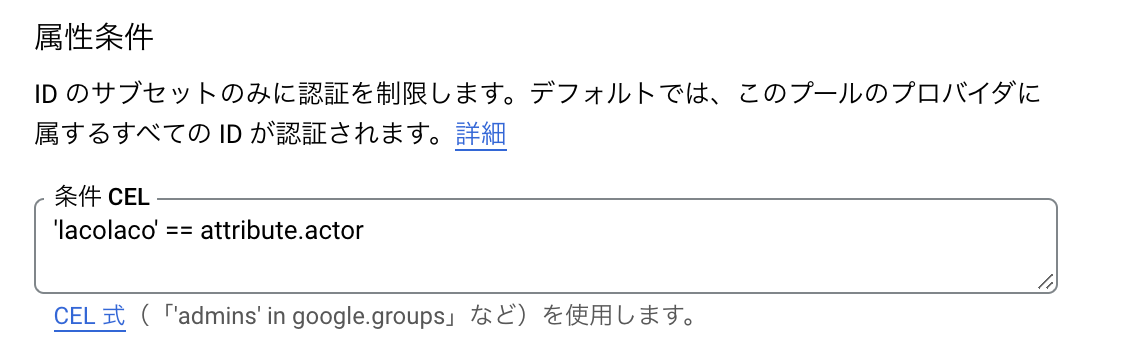 属性条件
ID のサブセットのみに認証を制限します。デフォルトでは、このプールのプロバイダに
属するすべての ID が認証されます。詳細
条件 CEL
'lacolaco' == attribute.actor
CEL 式（「'admins' in google.groups」など）を使用します。